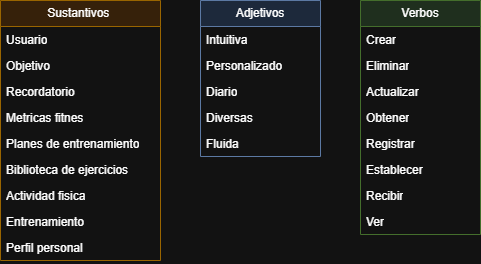 Sustantivos
Usuario
Objetivo
Recordatorio
Metricas fitnes
Planes de entrenamiento
Biblioteca de ejercicios
Actividad fisica
Entrenamiento
Perfil personal
Adjetivos
Intuitiva
Personalizado
Diario
Diversas
Fluida
Verbos
Crear
Eliminar
Actualizar
Obtener
Registrar
Establecer
Recibir
Ver